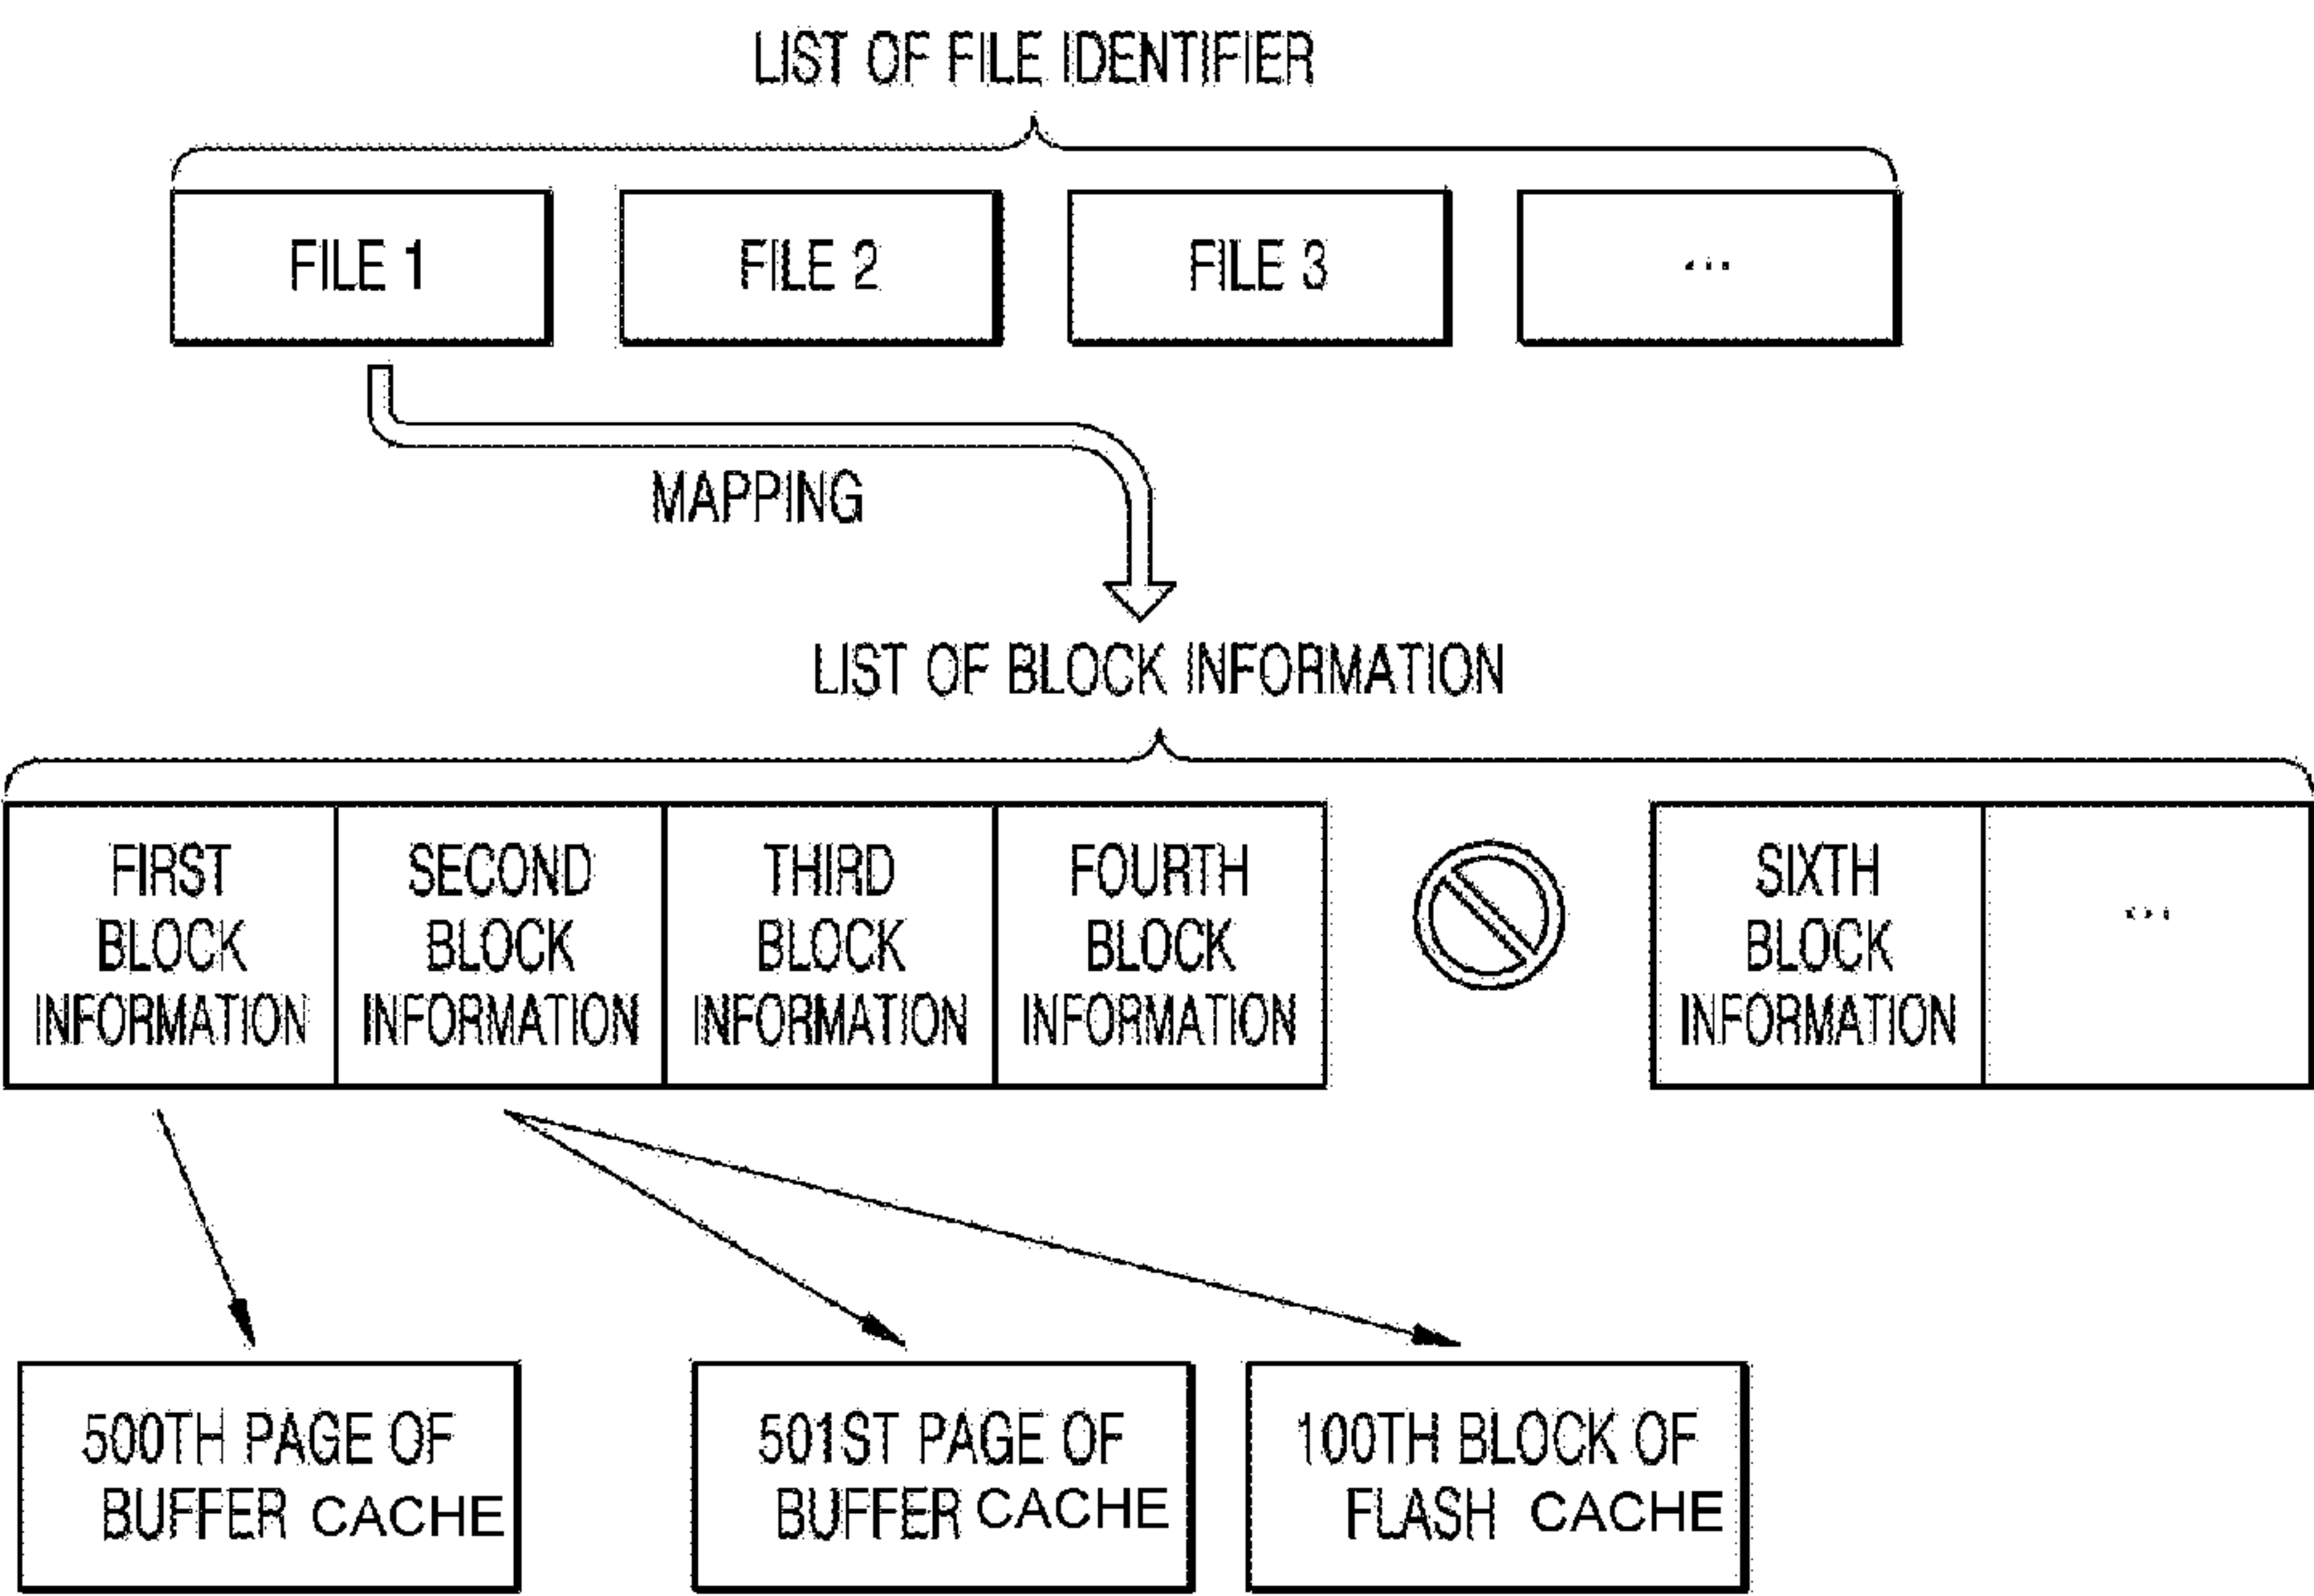 LIST OF FILE IDENTIFIER
FILE 1
FILE 2
FILE 3
...
MAPPING
LIST OF BLOCK INFORMATION
FIRST
BLOCK
INFORMATION
SECOND
BLOCK
INFORMATION
THIRD
BLOCK
INFORMATION
FOURTH
BLOCK
INFORMATION
SIXTH
BLOCK
INFORMATION
...
500TH PAGE OF
BUFFER CACHE
501ST PAGE OF
BUFFER CACHE
100TH BLOCK OF
FLASH CACHE